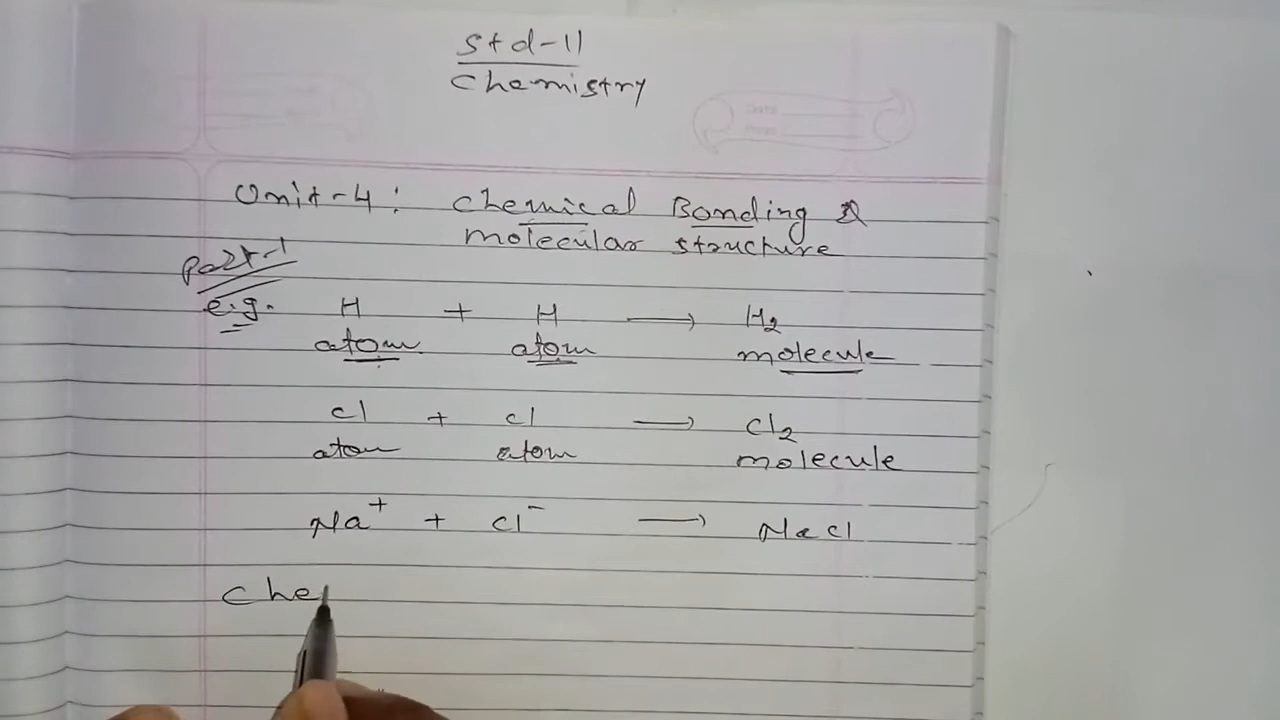 Std-11
Chemistry
Unit-4: Chemical Bonding &
molecular structure
Part-1
e.g. H + H → H₂
atom atom molecule
Cl + Cl → Cl₂
atom atom molecule
Na⁺ + Cl⁻ → NaCl
Che